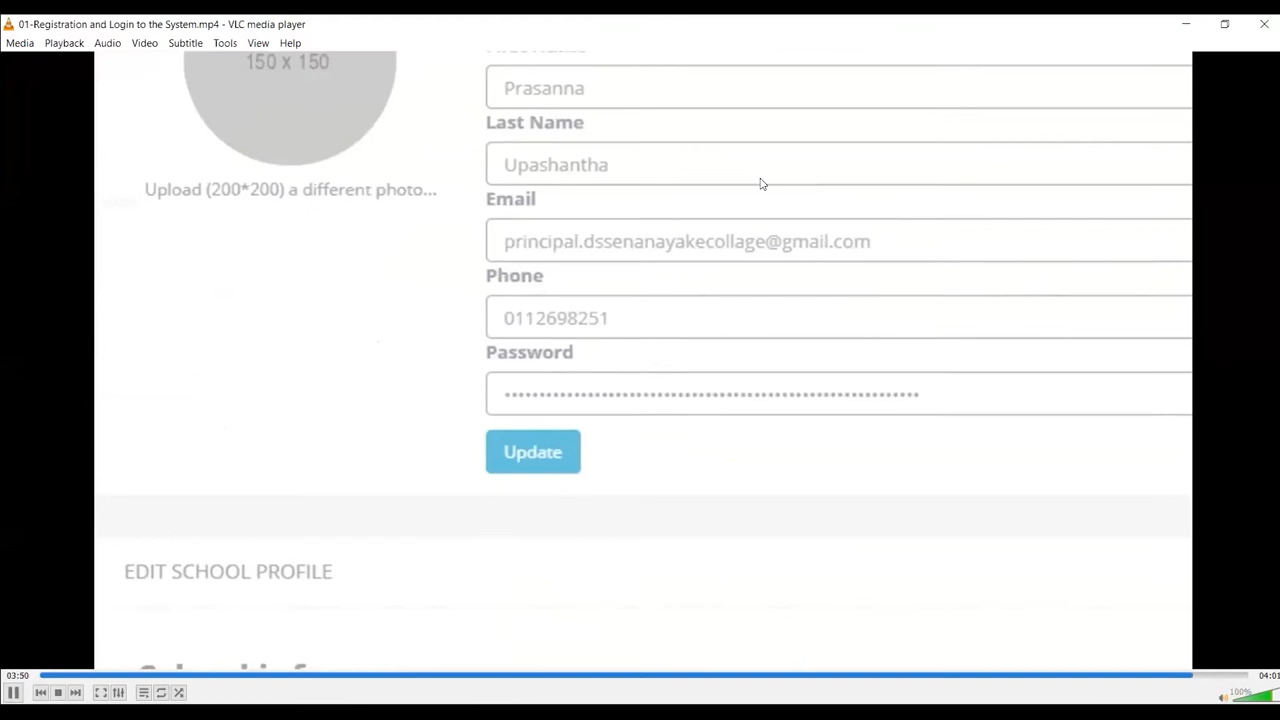 01-Registration and Login to the System.mp4 - VLC media player
Media Playback Audio Video Subtitle Tools View Help
150 x 150
Upload (200*200) a different photo...
Prasanna
Last Name
Upashantha
Email
principal.dssenanayakecollage@gmail.com
Phone
0112698251
Password
Update
EDIT SCHOOL PROFILE
03:50
04:01
100%